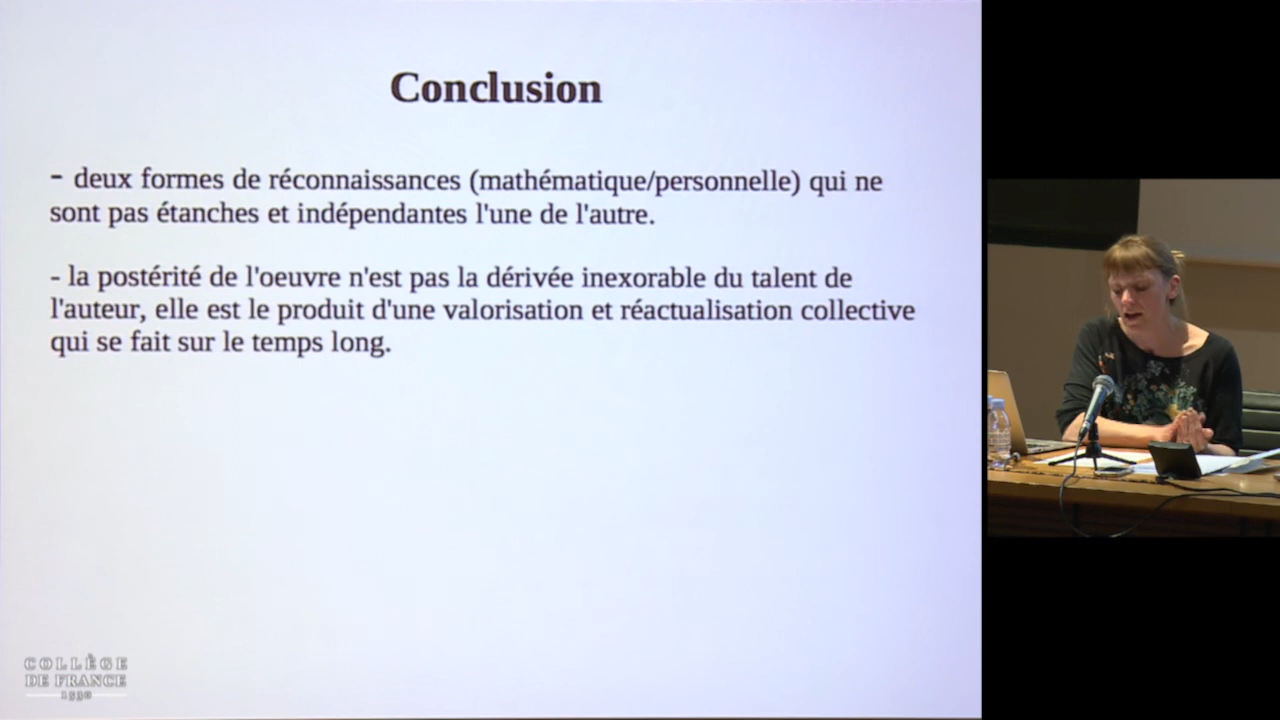 Conclusion
- deux formes de réconnaissances (mathématique/personnelle) qui ne
sont pas étanches et indépendantes l'une de l'autre.
- la postérité de l'oeuvre n'est pas la dérivée inexorable du talent de
l'auteur, elle est le produit d'une valorisation et réactualisation collective
qui se fait sur le temps long.
COLLÈGE
DE FRANCE
1530